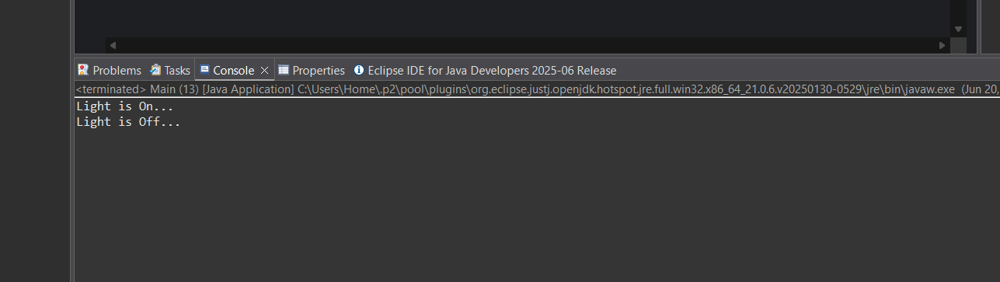 Problems Tasks Console Properties Eclipse IDE for Java Developers 2025-06 Release
<terminated> Main (13) [Java Application] C:\Users\Home\.p2\pool\plugins\org.eclipse.justj.openjdk.hotspot.jre.full.win32.x86_64_21.0.6.v20250130-0529\jre\bin\javaw.exe (Jun 20,
Light is On...
Light is Off...